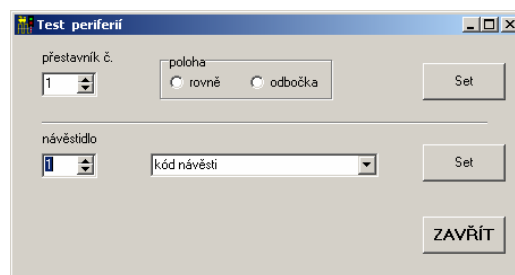 Test periferií
přestavník č.
poloha
1
rovně
odbočka
Set
návěstidlo
1
kód návěsti
Set
ZAVŘÍT